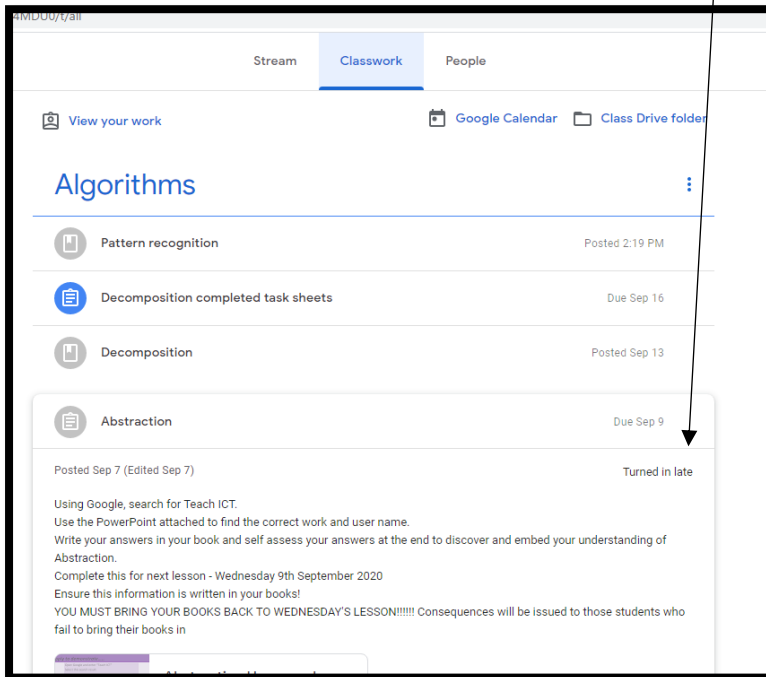 4MDU0/t/all
Stream Classwork People
View your work Google Calendar Class Drive folder
Algorithms
Pattern recognition Posted 2:19 PM
Decomposition completed task sheets Due Sep 16
Decomposition Posted Sep 13
Abstraction Due Sep 9
Posted Sep 7 (Edited Sep 7) Turned in late
Using Google, search for Teach ICT.
Use the PowerPoint attached to find the correct work and user name.
Write your answers in your book and self assess your answers at the end to discover and embed your understanding of
Abstraction.
Complete this for next lesson - Wednesday 9th September 2020
Ensure this information is written in your books!
YOU MUST BRING YOUR BOOKS BACK TO WEDNESDAY'S LESSON!!!!!! Consequences will be issued to those students who
fail to bring their books in